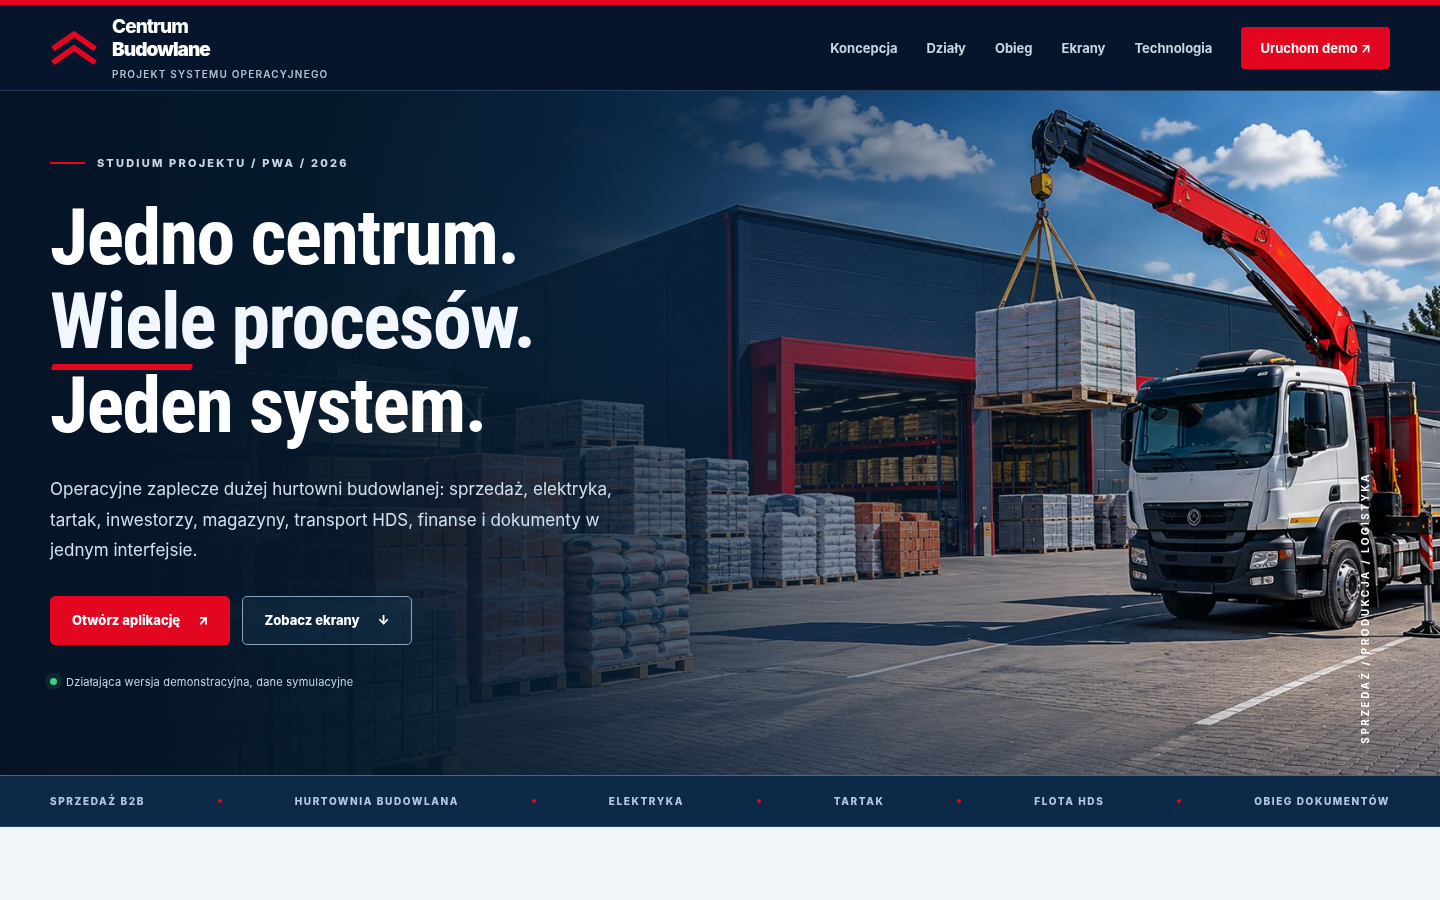 Centrum
Budowlane
PROJEKT SYSTEMU OPERACYJNEGO
Koncepcja
Działy
Obieg
Ekrany
Technologia
Uruchom demo ↗
STUDIUM PROJEKTU / PWA / 2026
Jedno centrum.
Wiele procesów.
Jeden system.
Operacyjne zaplecze dużej hurtowni budowlanej: sprzedaż, elektryka,
tartak, inwestorzy, magazyny, transport HDS, finanse i dokumenty w
jednym interfejsie.
Otwórz aplikację ↗
Zobacz ekrany ↓
Działająca wersja demonstracyjna, dane symulacyjne
SPRZEDAŻ / PRODUKCJA / LOGISTYKA
SPRZEDAŻ B2B
HURTOWNIA BUDOWLANA
ELEKTRYKA
TARTAK
FLOTA HDS
OBIEG DOKUMENTÓW